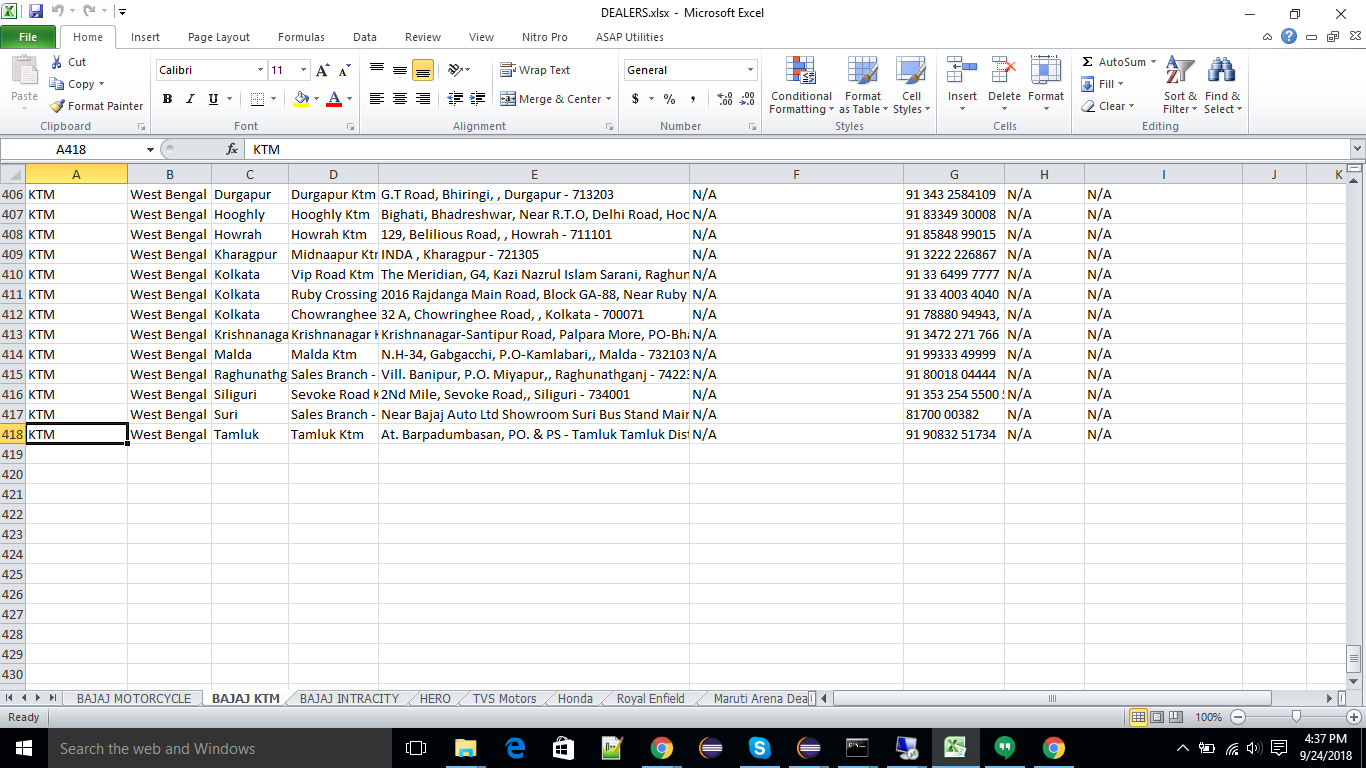 DEALERS.xlsx - Microsoft Excel
File Home Insert Page Layout Formulas Data Review View Nitro Pro ASAP Utilities
Paste Cut Copy Format Painter Clipboard
Calibri 11 A A B I U A Font
Wrap Text Merge & Center Alignment
General $ % , .00 Number
Conditional Formatting Format as Table Cell Styles Styles
Insert Delete Format Cells
Σ AutoSum Fill Clear Sort & Filter Find & Select Editing
A418 fx KTM
A B C D E F G H I J K
406 KTM West Bengal Durgapur Durgapur Ktm G.T Road, Bhiringi, , Durgapur - 713203 N/A 91 343 2584109 N/A N/A
407 KTM West Bengal Hooghly Hooghly Ktm Bighati, Bhadreshwar, Near R.T.O, Delhi Road, Hoo N/A 91 83349 30008 N/A N/A
408 KTM West Bengal Howrah Howrah Ktm 129, Belilious Road, , Howrah - 711101 N/A 91 85848 99015 N/A N/A
409 KTM West Bengal Kharagpur Midnaapur Ktm INDA , Kharagpur - 721305 N/A 91 3222 226867 N/A N/A
410 KTM West Bengal Kolkata Vip Road Ktm The Meridian, G4, Kazi Nazrul Islam Sarani, Raghun N/A 91 33 6499 7777 N/A N/A
411 KTM West Bengal Kolkata Ruby Crossing 2016 Rajdanga Main Road, Block GA-88, Near Ruby N/A 91 33 4003 4040 N/A N/A
412 KTM West Bengal Kolkata Chowranghee 32 A, Chowringhee Road, , Kolkata - 700071 N/A 91 78880 94943, N/A N/A
413 KTM West Bengal Krishnanaga Krishnanagar K Krishnanagar-Santipur Road, Palpara More, PO-Bha N/A 91 3472 271 766 N/A N/A
414 KTM West Bengal Malda Malda Ktm N.H-34, Gabgacchi, P.O-Kamlabari,, Malda - 732103 N/A 91 99333 49999 N/A N/A
415 KTM West Bengal Raghunathg Sales Branch - Vill. Banipur, P.O. Miyapur,, Raghunathganj - 74223 N/A 91 80018 04444 N/A N/A
416 KTM West Bengal Siliguri Sevoke Road K 2Nd Mile, Sevoke Road,, Siliguri - 734001 N/A 91 353 254 5500 N/A N/A
417 KTM West Bengal Suri Sales Branch - Near Bajaj Auto Ltd Showroom Suri Bus Stand Main N/A 81700 00382 N/A N/A
418 KTM West Bengal Tamluk Tamluk Ktm At. Barpadumbasan, PO. & PS - Tamluk Tamluk Dist N/A 91 90832 51734 N/A N/A
419
420
421
422
423
424
425
426
427
428
429
430
BAJAJ MOTORCYCLE BAJAJ KTM BAJAJ INTRACITY HERO TVS Motors Honda Royal Enfield Maruti Arena Dea
Ready 100%
Search the web and Windows
4:37 PM
9/24/2018